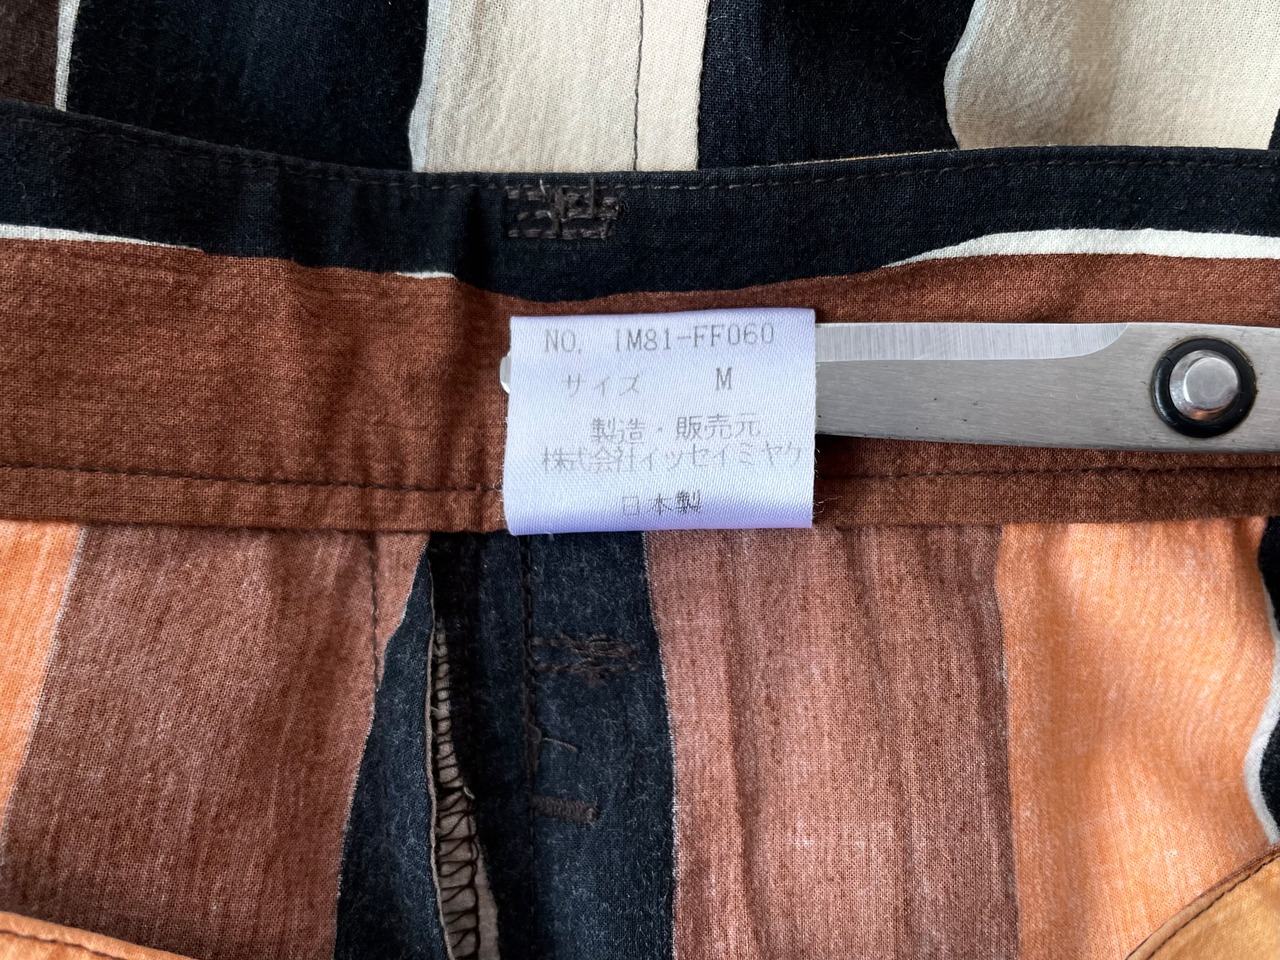 NO. IM81-FF060
サイズ M
製造・販売元
株式会社イッセイミヤケ
日本製